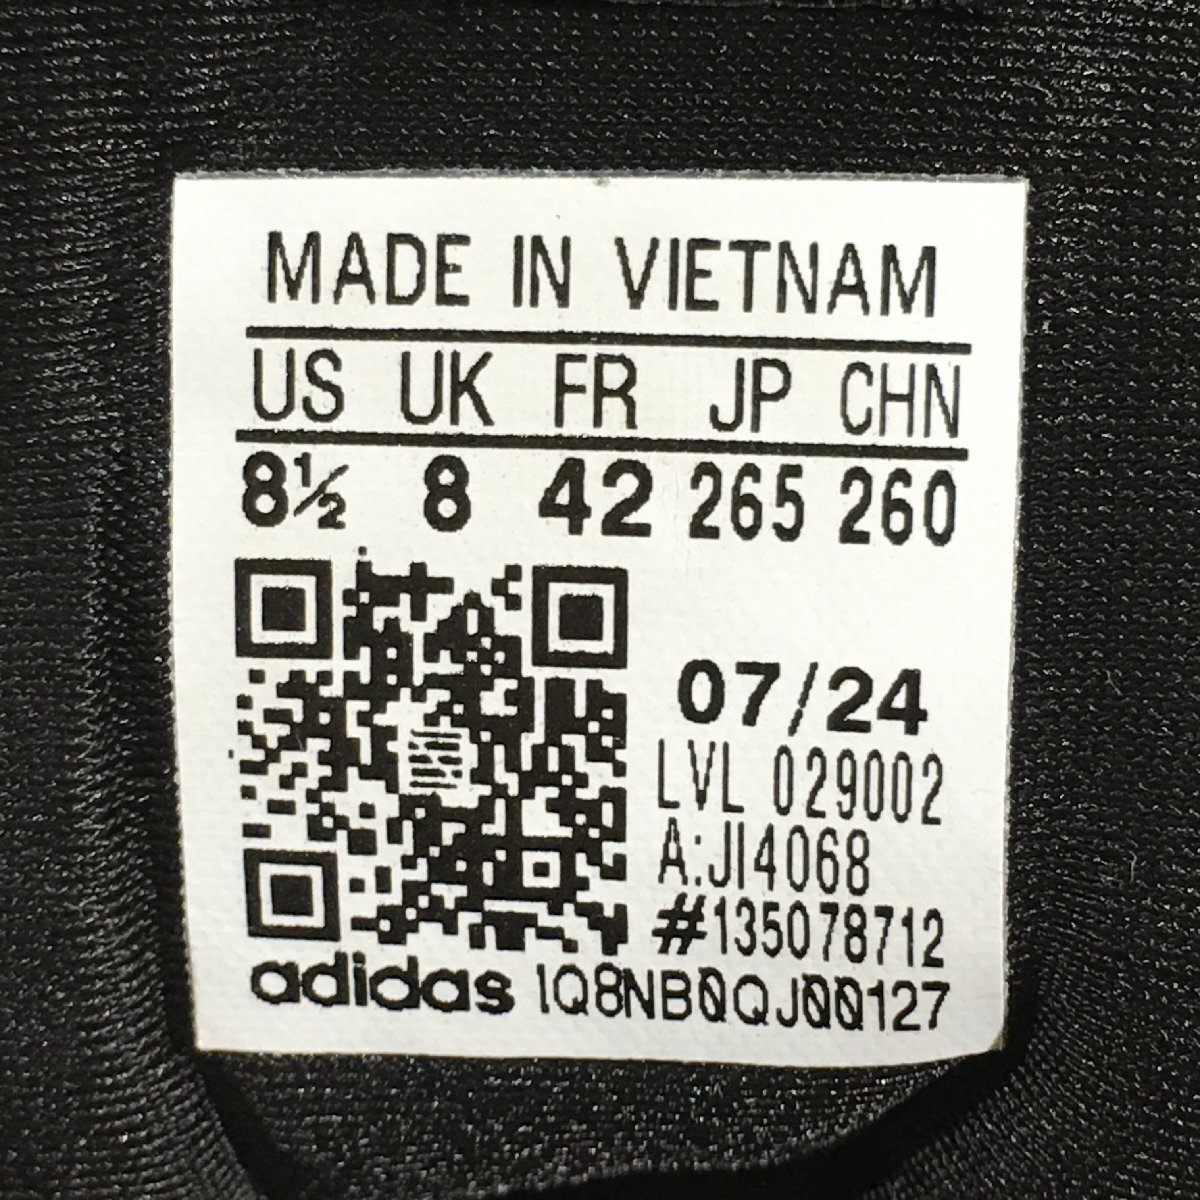 MADE IN VIETNAM
US UK FR JP CHN
8½ 8 42 265 260
07/24
LVL 029002
A:JI4068
#135078712
adidas 1Q8NB0QJ00127